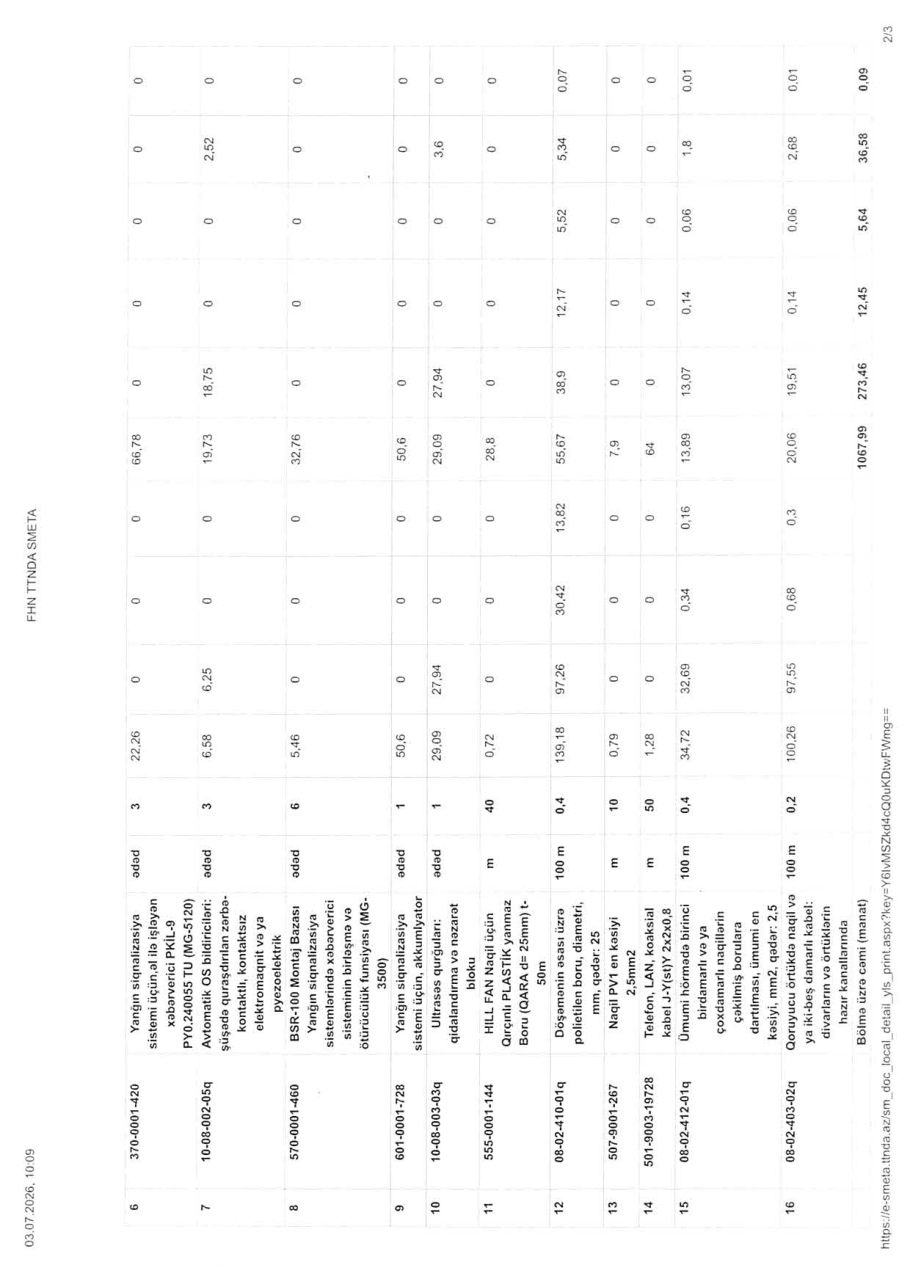 03.07.2026, 10:09 FHN TTNDA SMETA
6 370-0001-420 Yanğın siqnalizasiya ədəd 3 22,26 0 0 0 66,78 0 0 0 0 0
sistemi üçün,əl ilə işləyən
xəbərverici PKİL-9
PY0.240055 TU (MG-5120)
7 10-08-002-05q Avtomatik OS bildiriciləri: ədəd 3 6,58 6,25 0 0 19,73 18,75 0 0 2,52 0
şüşədə quraşdırılan zərbə-
kontaktlı, kontaktsız
elektromaqnit və ya
pyezoelektrik
8 570-0001-460 BSR-100 Montaj Bazası ədəd 6 5,46 0 0 0 32,76 0 0 0 0 0
Yanğın siqnalizasiya
sistemlərində xəbərverici
sisteminin birləşmə və
ötürücülük funsiyası (MG-
3500)
9 601-0001-728 Yanğın siqnalizasiya ədəd 1 50,6 0 0 0 50,6 0 0 0 0 0
sistemi üçün, akkumlyator
10 10-08-003-03q Ultrasəs qurğuları: ədəd 1 29,09 27,94 0 0 29,09 27,94 0 0 3,6 0
qidalandırma və nəzarət
bloku
11 555-0001-144 HILL FAN Naqil üçün m 40 0,72 0 0 0 28,8 0 0 0 0 0
Qırçınlı PLASTİK yanmaz
Boru (QARA d= 25mm) t-
50m
12 08-02-410-01q Döşəmənin əsası üzrə 100 m 0,4 139,18 97,26 30,42 13,82 55,67 38,9 12,17 5,52 5,34 0,07
polietilen boru, diametri,
mm, qədər: 25
13 507-9001-267 Naqil PV1 en kəsiyi m 10 0,79 0 0 0 7,9 0 0 0 0 0
2,5mm2
14 501-9003-19728 Telefon, LAN, koaksial m 50 1,28 0 0 0 64 0 0 0 0 0
kabel J-Y(st)Y 2x2x0,8
15 08-02-412-01q Ümumi hörmədə birinci 100 m 0,4 34,72 32,69 0,34 0,16 13,89 13,07 0,14 0,06 1,8 0,01
birdamarlı və ya
çoxdamarlı naqillərin
çəkilmiş borulara
dartılması, ümumi en
kəsiyi, mm2, qədər: 2,5
16 08-02-403-02q Qoruyucu örtükdə naqil və 100 m 0,2 100,26 97,55 0,68 0,3 20,06 19,51 0,14 0,06 2,68 0,01
ya iki-beş damarlı kabel:
divarların və örtüklərin
hazır kanallarında
Bölmə üzrə cəmi (manat) 1067,99 273,46 12,45 5,64 36,58 0,09
https://e-smeta.ttnda.az/sm_doc_local_detail_yls_print.aspx?key=Y6IvMSZkd4cQ0uKDtwFWmg== 2/3